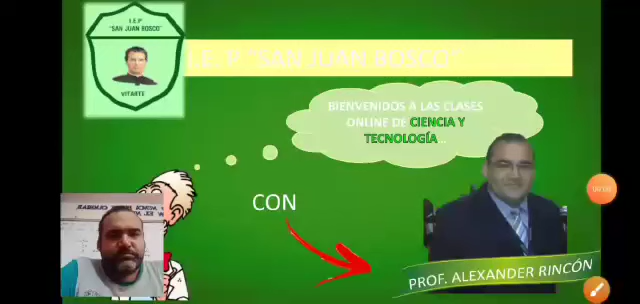 I.E.P
"SAN JUAN BOSCO"
VITARTE
I.E. P "SAN JUAN BOSCO"
BIENVENIDOS A LAS CLASES
ONLINE DE CIENCIA Y
TECNOLOGÍA...
CON
PROF. ALEXANDER RINCÓN